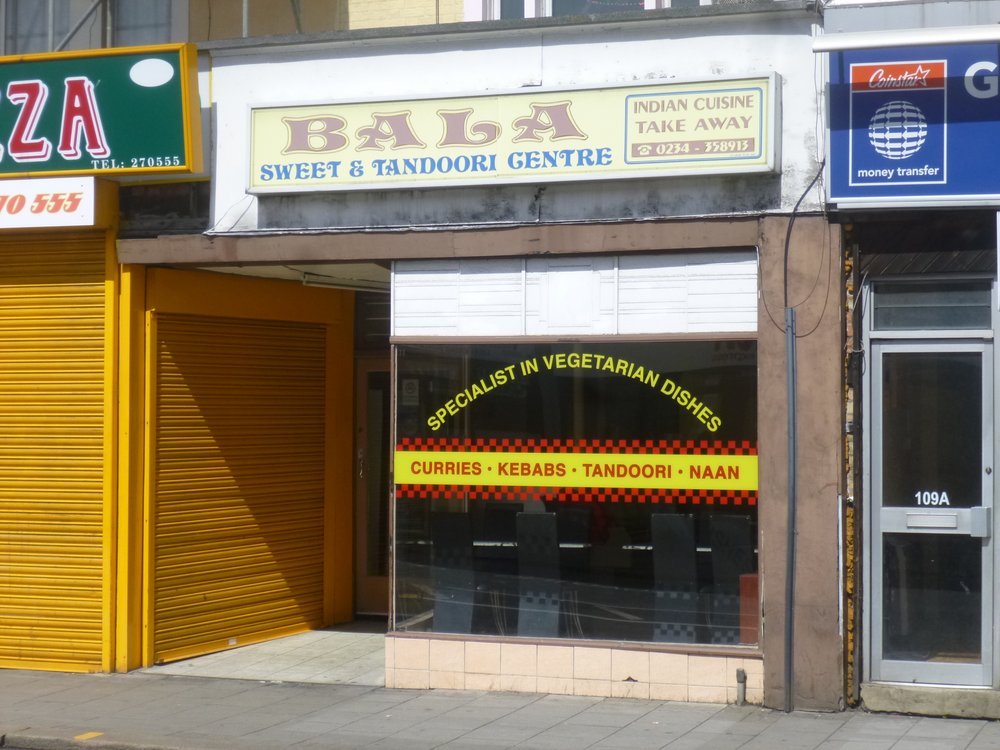 ZZA
TEL: 270555
70 555
BALA
SWEET & TANDOORI CENTRE
INDIAN CUISINE
TAKE AWAY
☎ 0234 - 358913
Coinstar
money transfer
G
SPECIALIST IN VEGETARIAN DISHES
CURRIES · KEBABS · TANDOORI · NAAN
109A